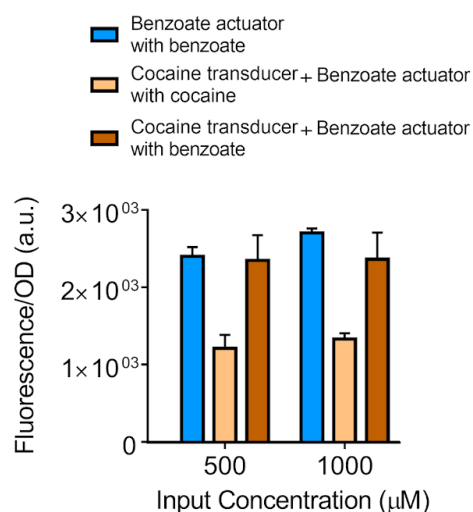 Benzoate actuator
with benzoate
Cocaine transducer + Benzoate actuator
with cocaine
Cocaine transducer + Benzoate actuator
with benzoate
Fluorescence/OD (a.u.)
3×10⁰³
2×10⁰³
1×10⁰³
0
500 1000
Input Concentration (μM)